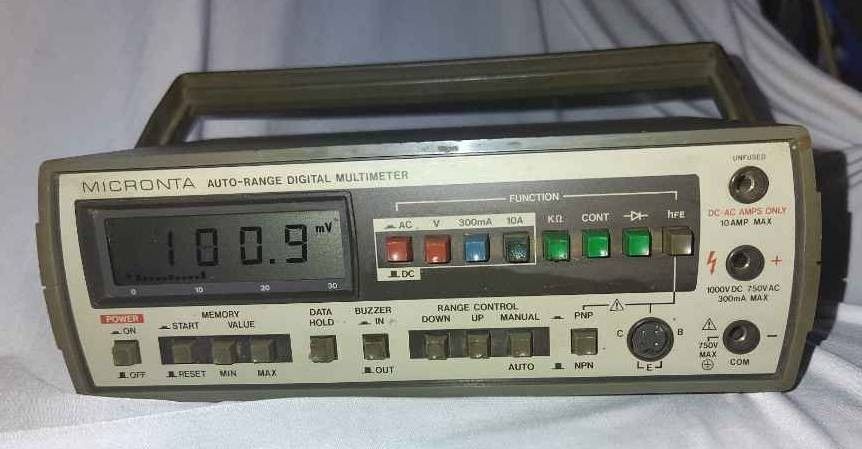 MICRONTA AUTO-RANGE DIGITAL MULTIMETER
100.9 mV
0 10 20 30
FUNCTION
AC V 300mA 10A KΩ CONT hFE
DC
UNFUSED
DC-AC AMPS ONLY
10 AMP MAX
+
1000V DC 750V AC
300mA MAX
POWER
ON
OFF
MEMORY
START VALUE
RESET MIN MAX
DATA
HOLD
BUZZER
IN
OUT
RANGE CONTROL
DOWN UP MANUAL
AUTO
PNP
NPN
C B
E
750V
MAX
COM
-